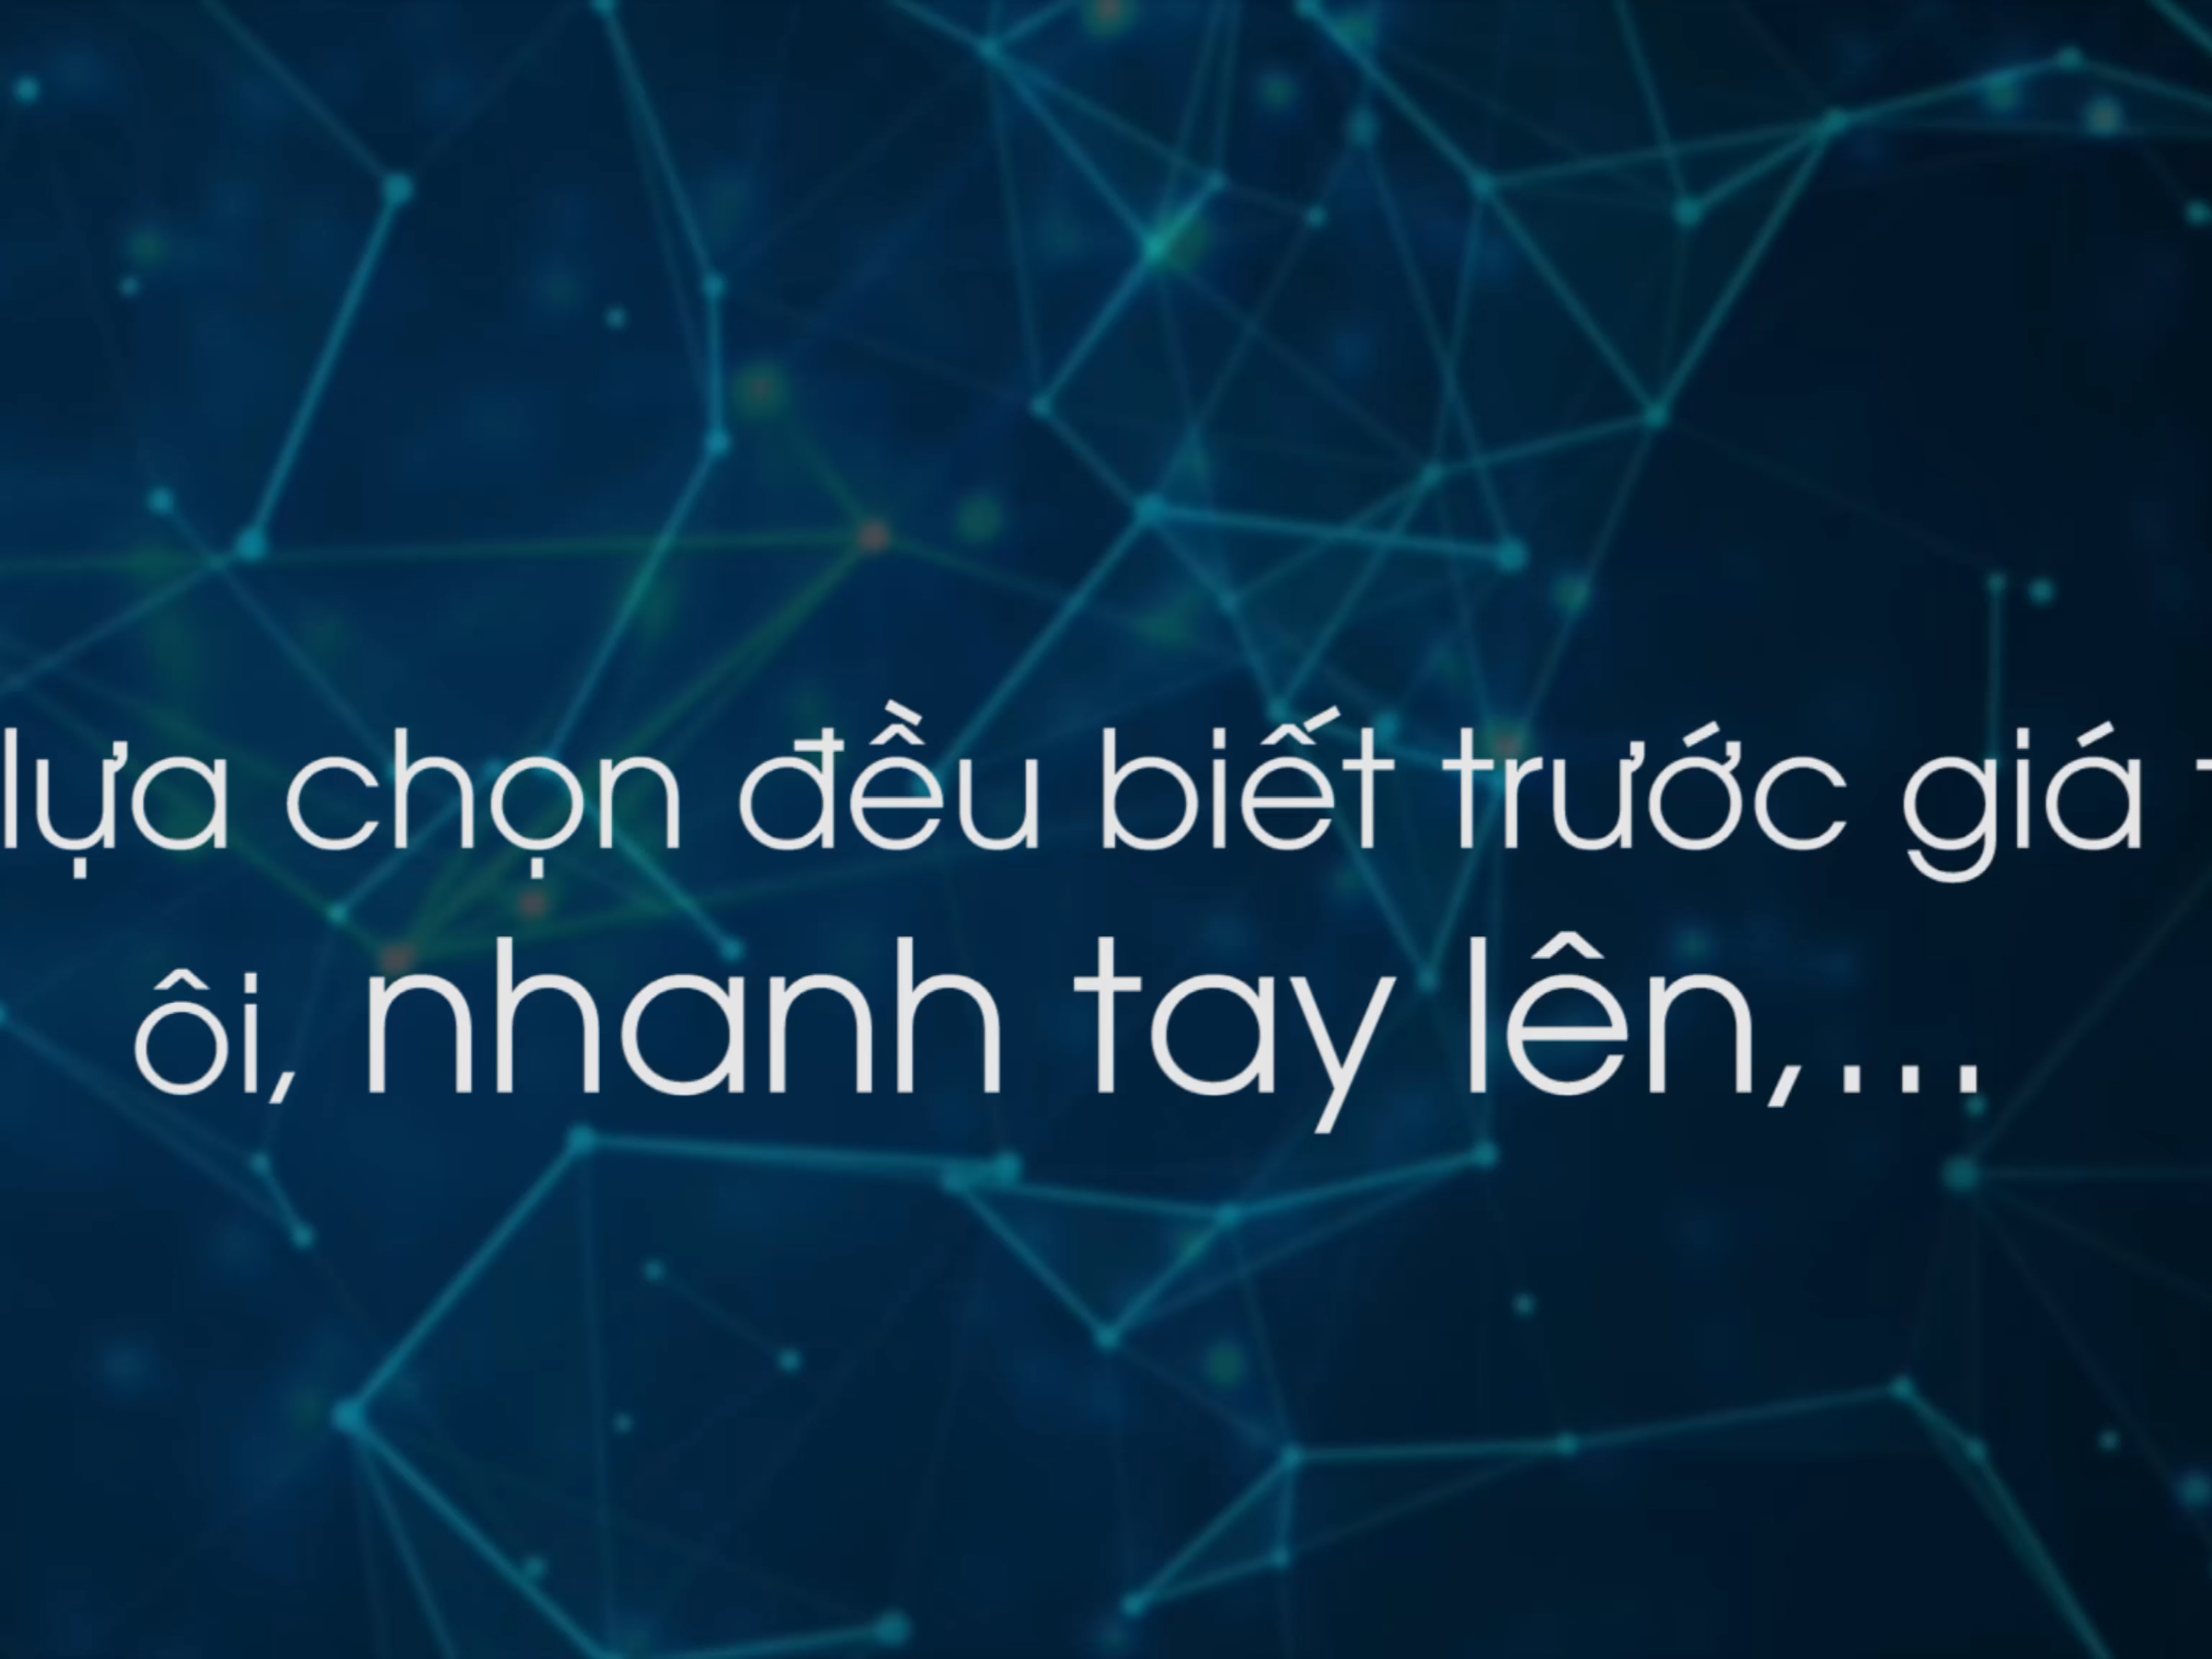 lựa chọn đều biết trước giá
ôi, nhanh tay lên,...